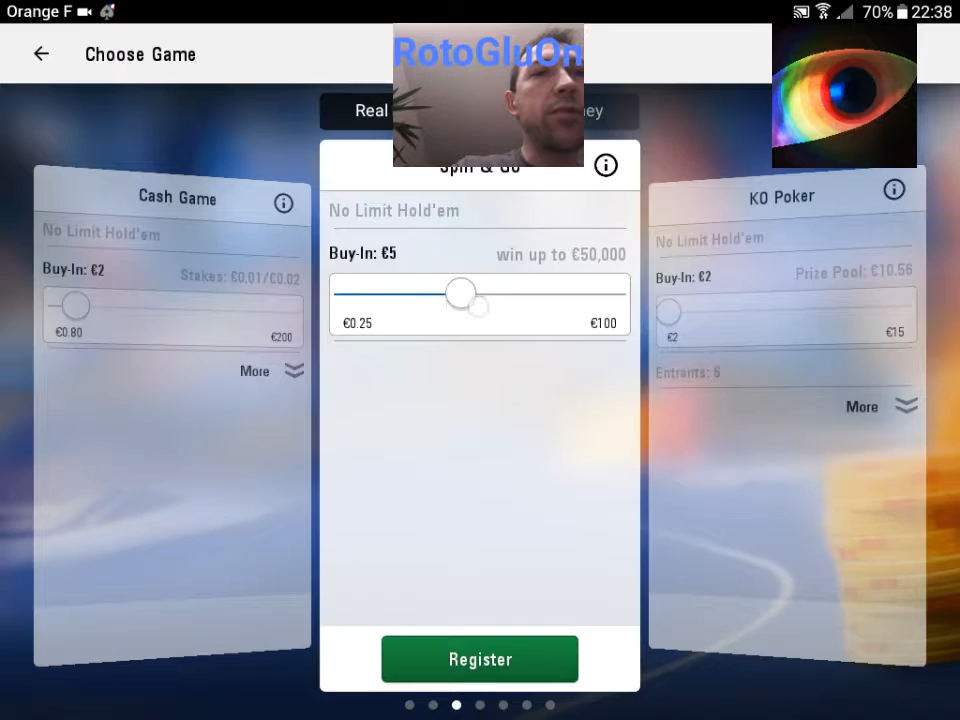 Orange F 70% 22:38
Choose Game
RotoGluOn
Real ey
Cash Game
No Limit Hold'em
Buy-In: €2 Stakes: €0.01/€0.02
€0.80 €200
More
Spin & Go
No Limit Hold'em
Buy-In: €5 win up to €50,000
€0.25 €100
Register
KO Poker
No Limit Hold'em
Buy-In: €2 Prize Pool: €10.56
€2 €15
Entrants: 6
More